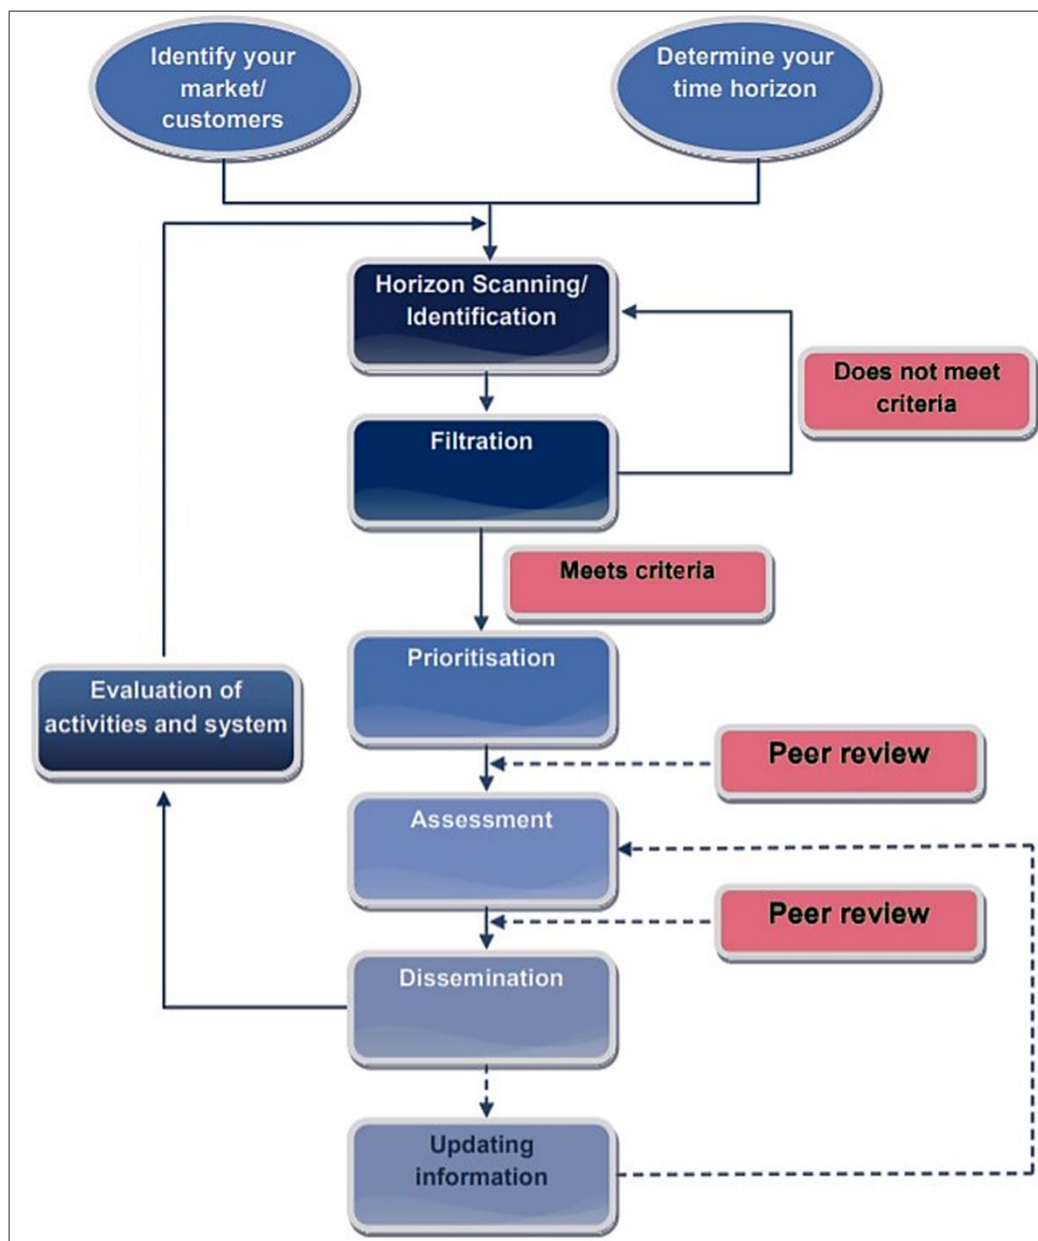 Identify your
market/
customers
Determine your
time horizon
Horizon Scanning/
Identification
Does not meet
criteria
Filtration
Meets criteria
Prioritisation
Evaluation of
activities and system
Peer review
Assessment
Peer review
Dissemination
Updating
information